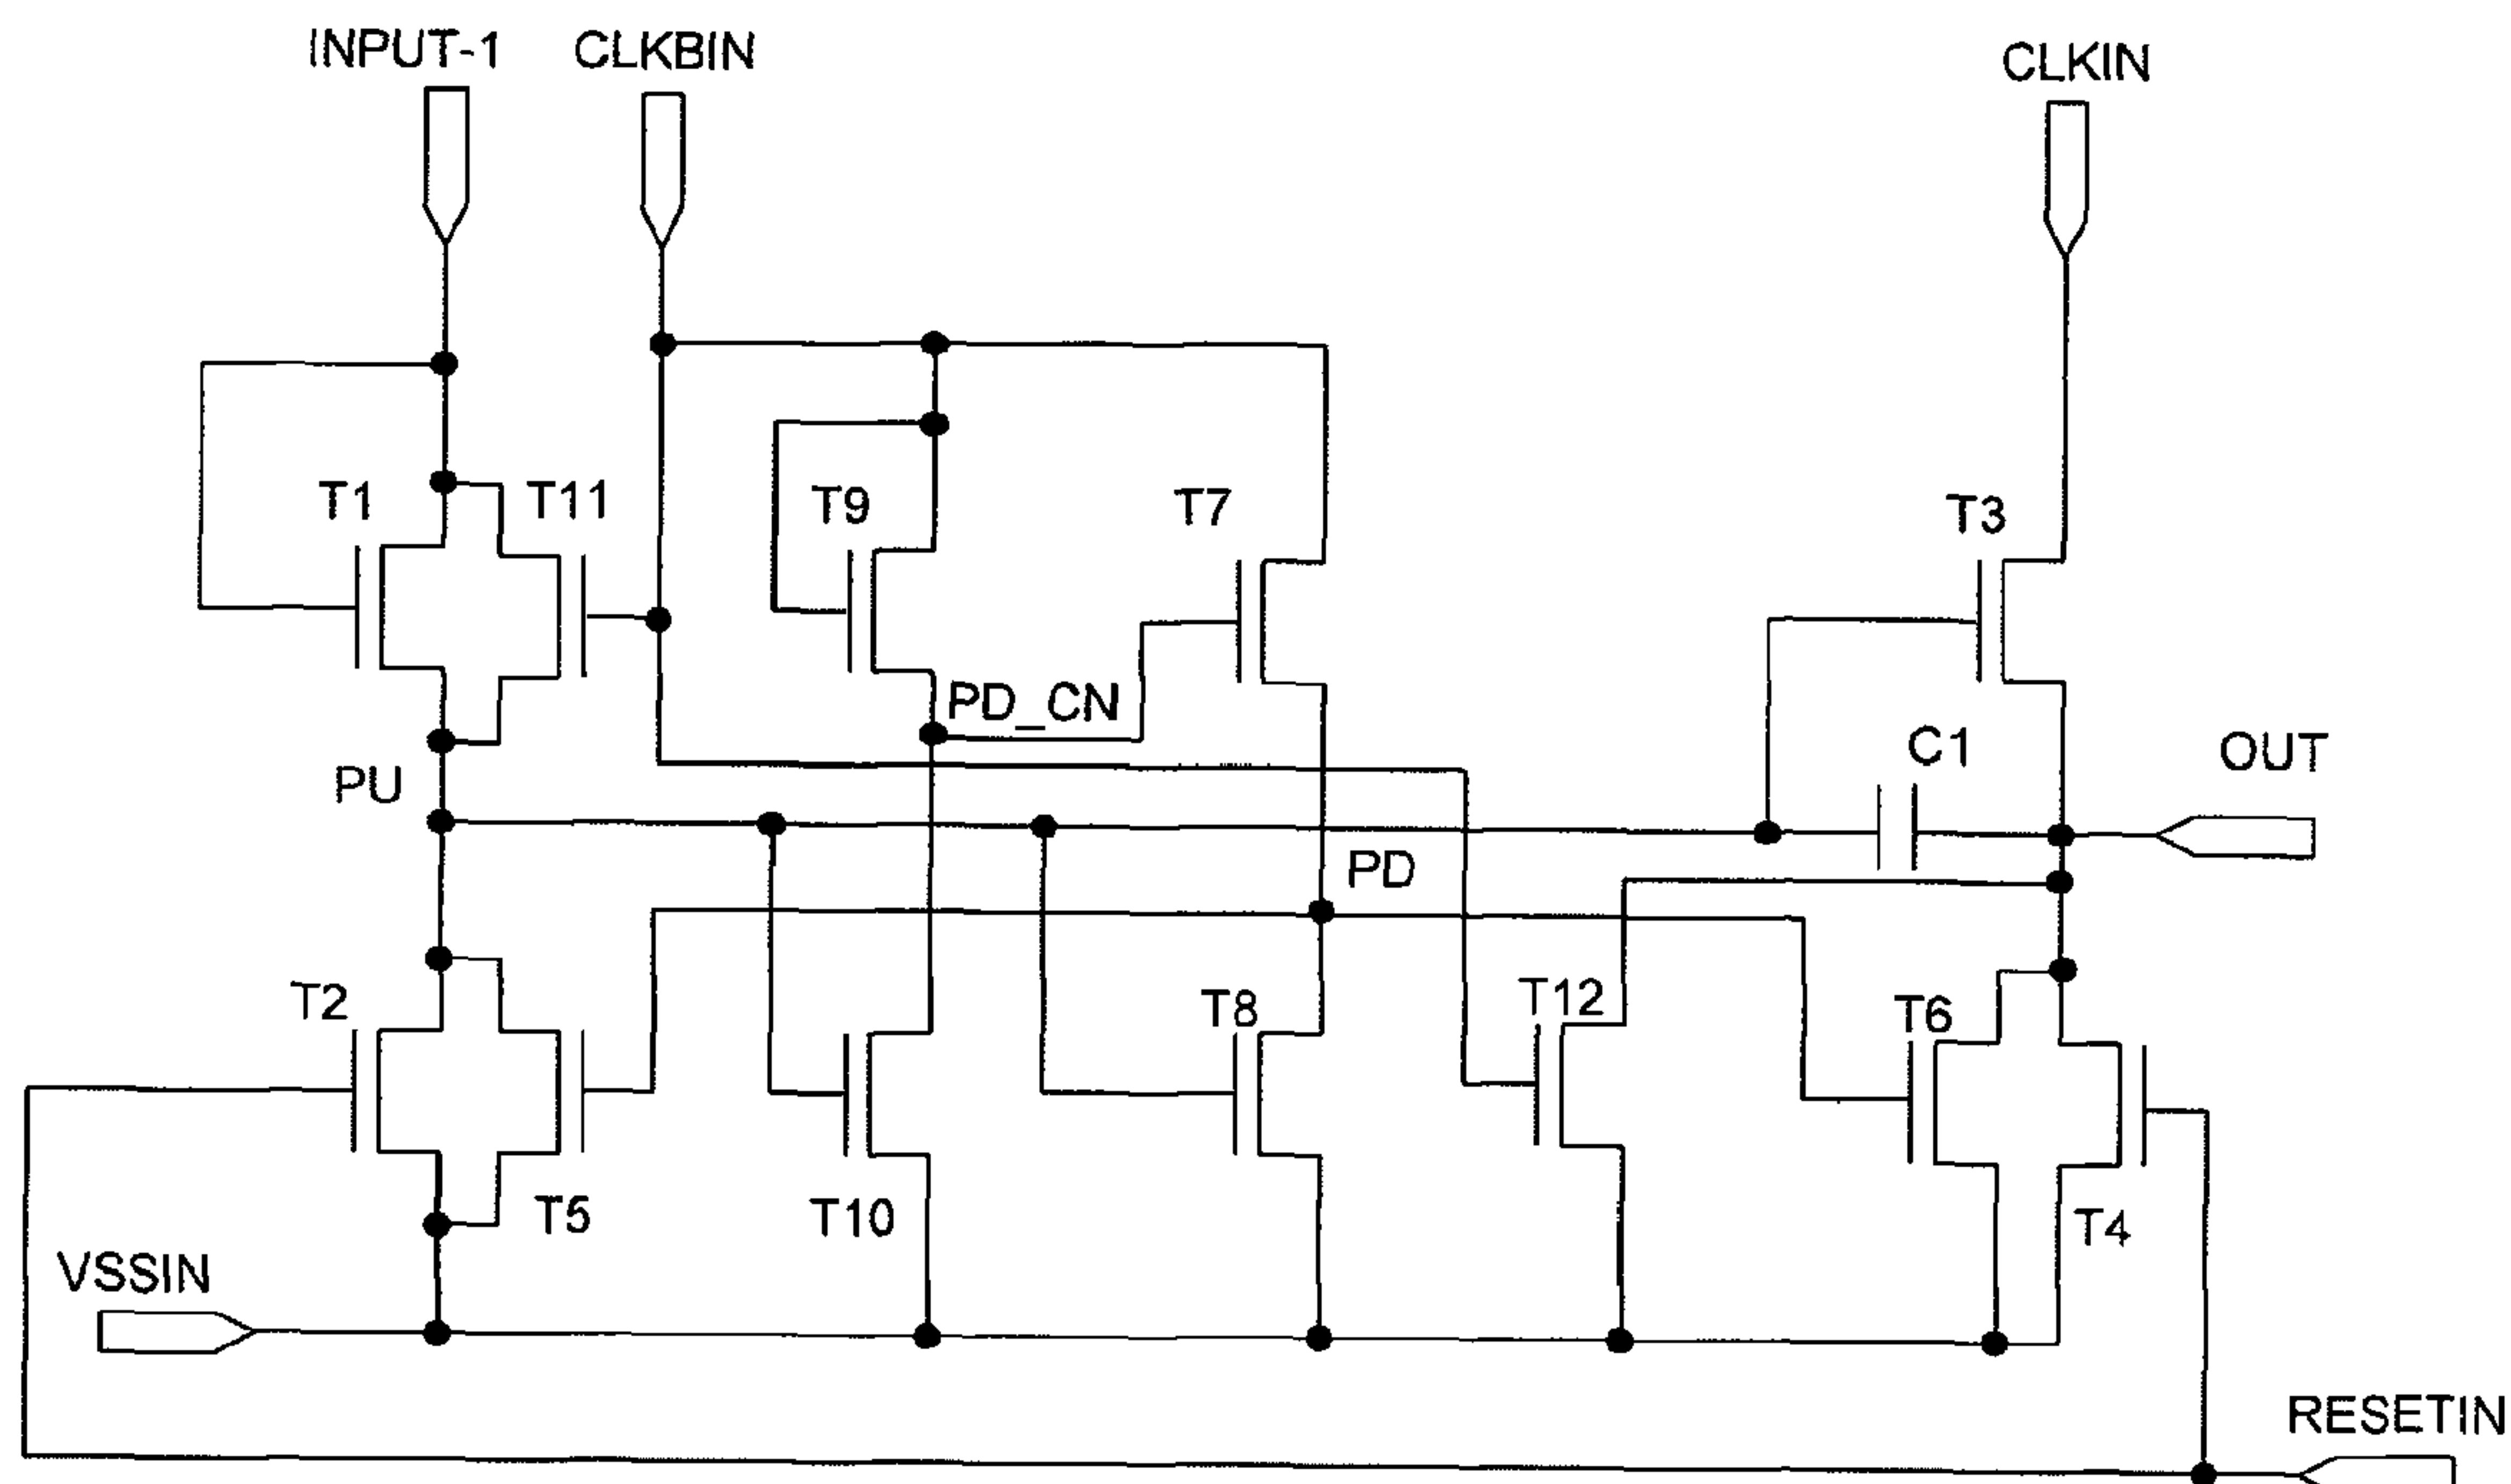 INPUT-1
CLKBIN
CLKIN
T1
T11
T9
T7
T3
PD_CN
C1
OUT
PU
PD
T2
T8
T12
T6
T5
T10
T4
VSSIN
RESETIN